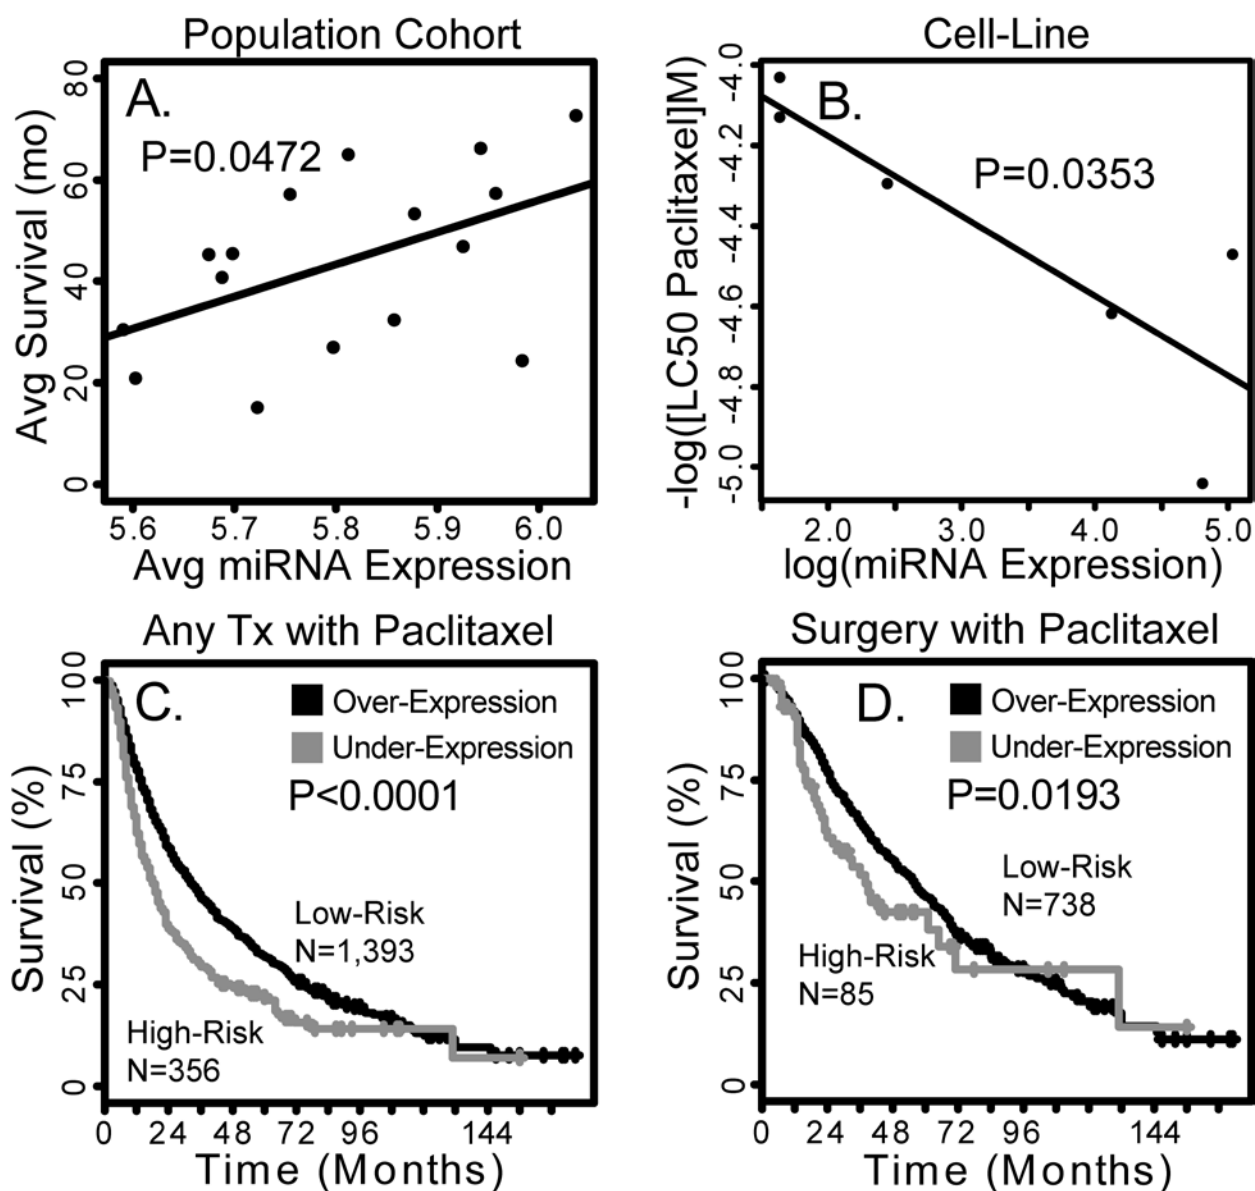 Population Cohort
A.
P=0.0472
Avg Survival (mo)
80
60
40
20
0
5.6 5.7 5.8 5.9 6.0
Avg miRNA Expression
Cell-Line
B.
P=0.0353
-log([LC50 Paclitaxel]M)
-4.0
-4.2
-4.4
-4.6
-4.8
-5.0
2.0 3.0 4.0 5.0
log(miRNA Expression)
Any Tx with Paclitaxel
C.
Over-Expression
Under-Expression
P<0.0001
Low-Risk
N=1,393
High-Risk
N=356
Survival (%)
100
75
50
25
0
0 24 48 72 96 144
Time (Months)
Surgery with Paclitaxel
D.
Over-Expression
Under-Expression
P=0.0193
Low-Risk
N=738
High-Risk
N=85
Survival (%)
100
75
50
25
0
0 24 48 72 96 144
Time (Months)